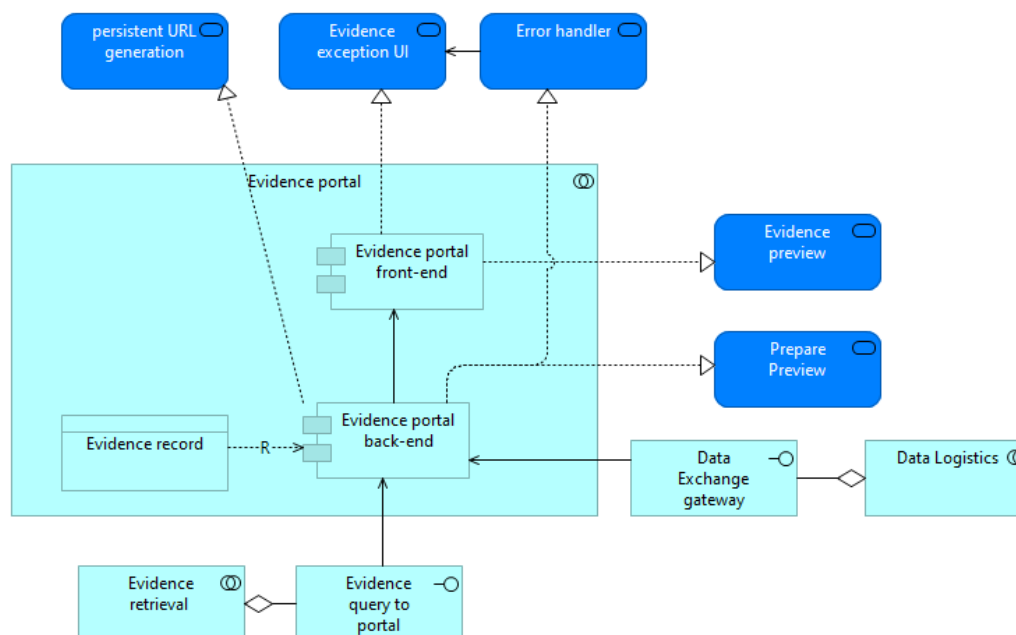 persistent URL
generation
Evidence
exception UI
Error handler
Evidence portal
Evidence portal
front-end
Evidence
preview
Prepare
Preview
Evidence record
R
Evidence portal
back-end
Data
Exchange
gateway
Data Logistics
Evidence
retrieval
Evidence
query to
portal